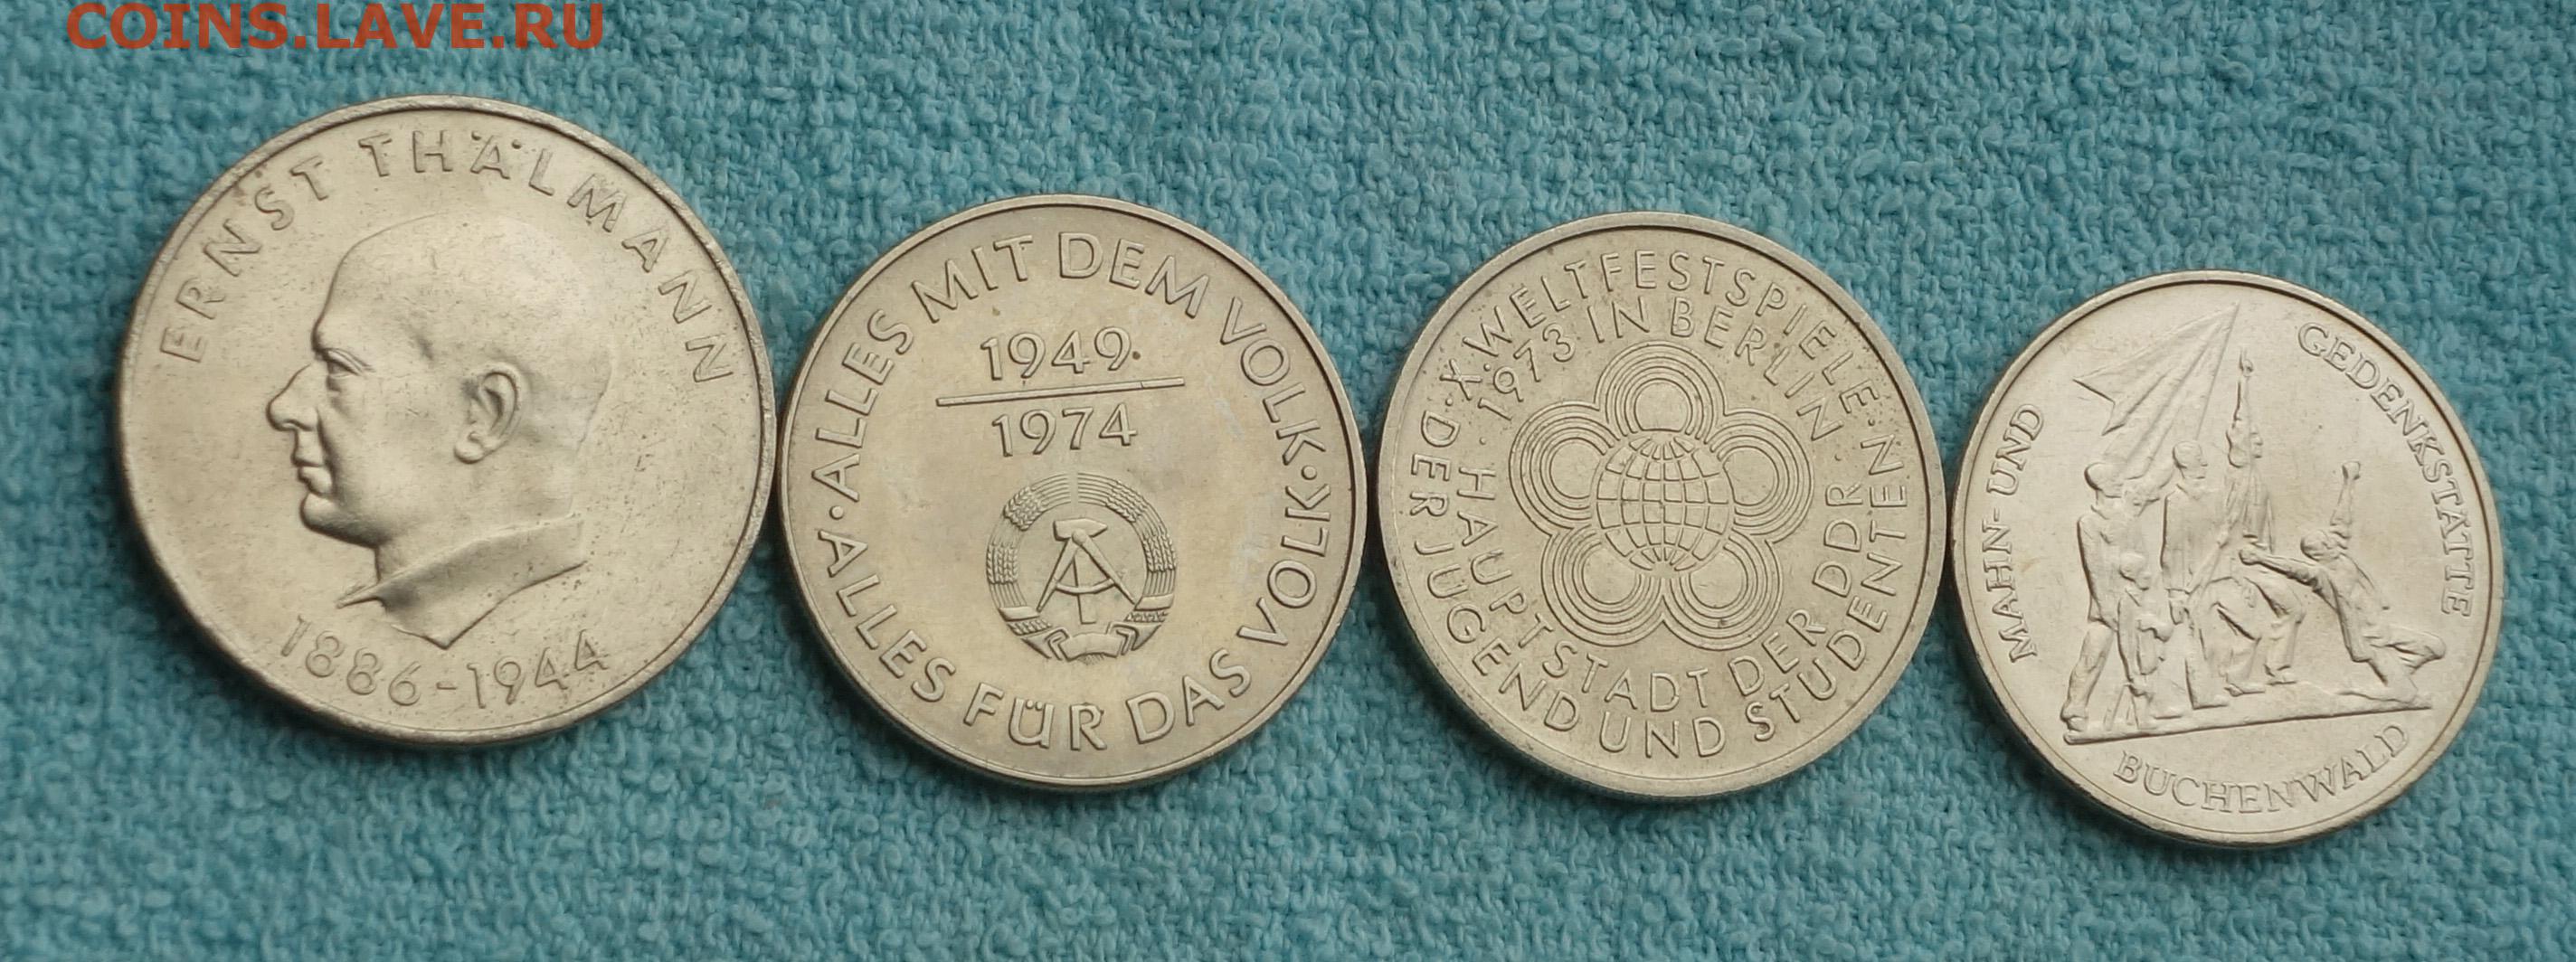 COINS.LAVE.RU
ERNST THÄLMANN
1886-1944
·ALLES MIT DEM VOLK·
1949
1974
ALLES FÜR DAS VOLK
X.WELTFESTSPIELE·
·DER JUGEND UND STUDENTEN
·1973 IN BERLIN·
HAUPTSTADT DER DDR
MAHN- UND
GEDENKSTÄTTE
BUCHENWALD